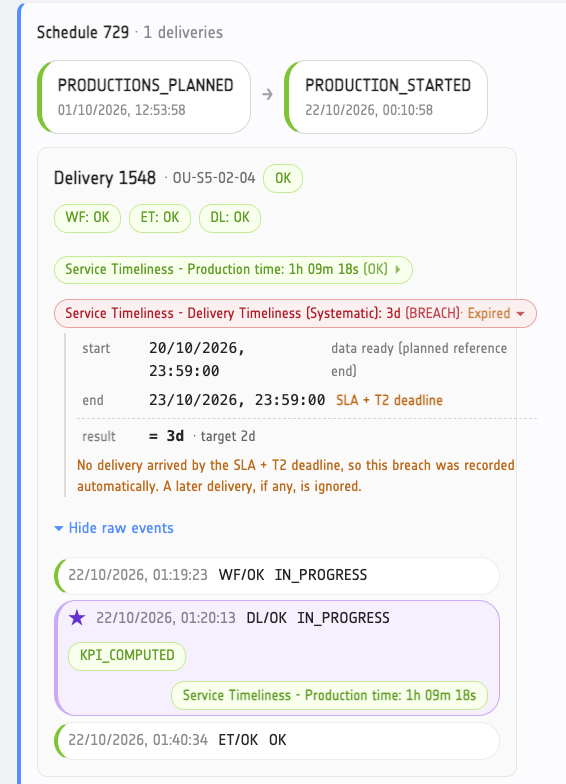 Schedule 729 · 1 deliveries
PRODUCTIONS_PLANNED
01/10/2026, 12:53:58
→
PRODUCTION_STARTED
22/10/2026, 00:10:58
Delivery 1548 · OU-S5-02-04 OK
WF: OK ET: OK DL: OK
Service Timeliness - Production time: 1h 09m 18s (OK)
Service Timeliness - Delivery Timeliness (Systematic): 3d (BREACH)· Expired
start 20/10/2026, data ready (planned reference
23:59:00 end)
end 23/10/2026, 23:59:00 SLA + T2 deadline
result = 3d · target 2d
No delivery arrived by the SLA + T2 deadline, so this breach was recorded
automatically. A later delivery, if any, is ignored.
Hide raw events
22/10/2026, 01:19:23 WF/OK IN_PROGRESS
22/10/2026, 01:20:13 DL/OK IN_PROGRESS
KPI_COMPUTED
Service Timeliness - Production time: 1h 09m 18s
22/10/2026, 01:40:34 ET/OK OK